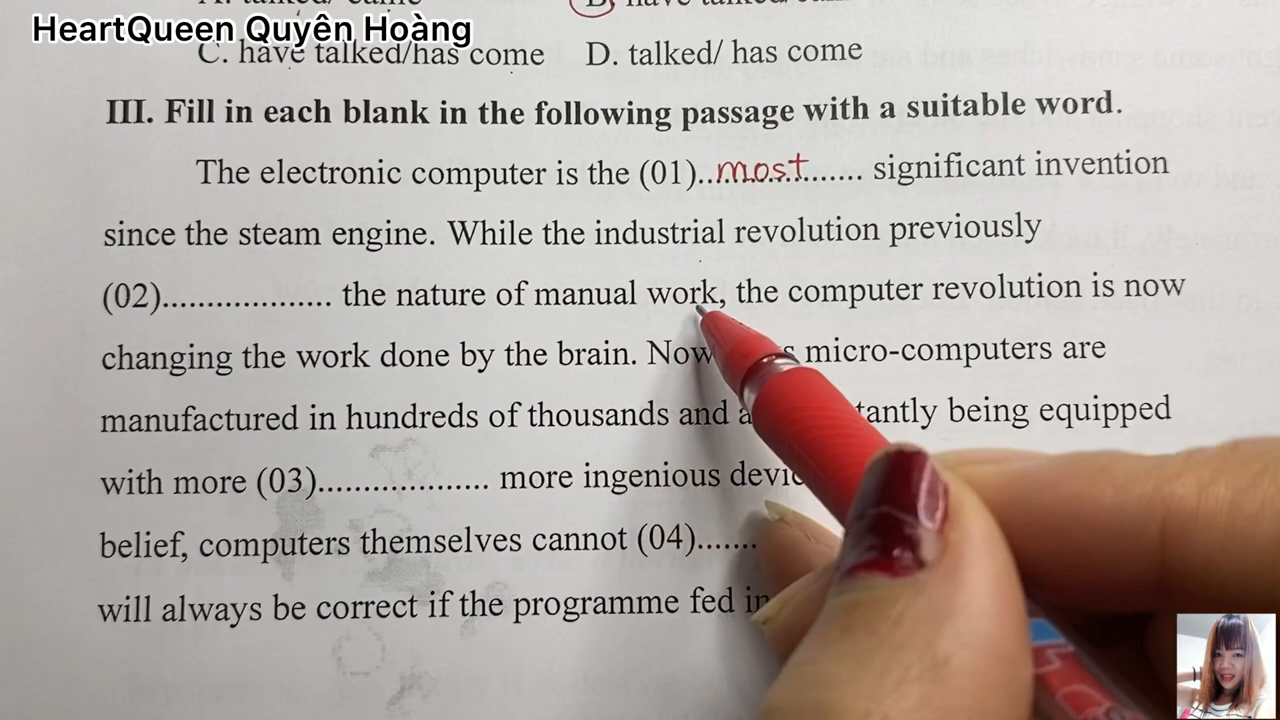 HeartQueen Quyên Hoàng
C. have talked/has come D. talked/ has come
III. Fill in each blank in the following passage with a suitable word.
The electronic computer is the (01)..most........ significant invention
since the steam engine. While the industrial revolution previously
(02).................. the nature of manual work, the computer revolution is now
changing the work done by the brain. micro-computers are
manufactured in hundreds of thousands and being equipped
with more (03)................... more ingenious
belief, computers themselves cannot (04).......
will always be correct if the programme fed in